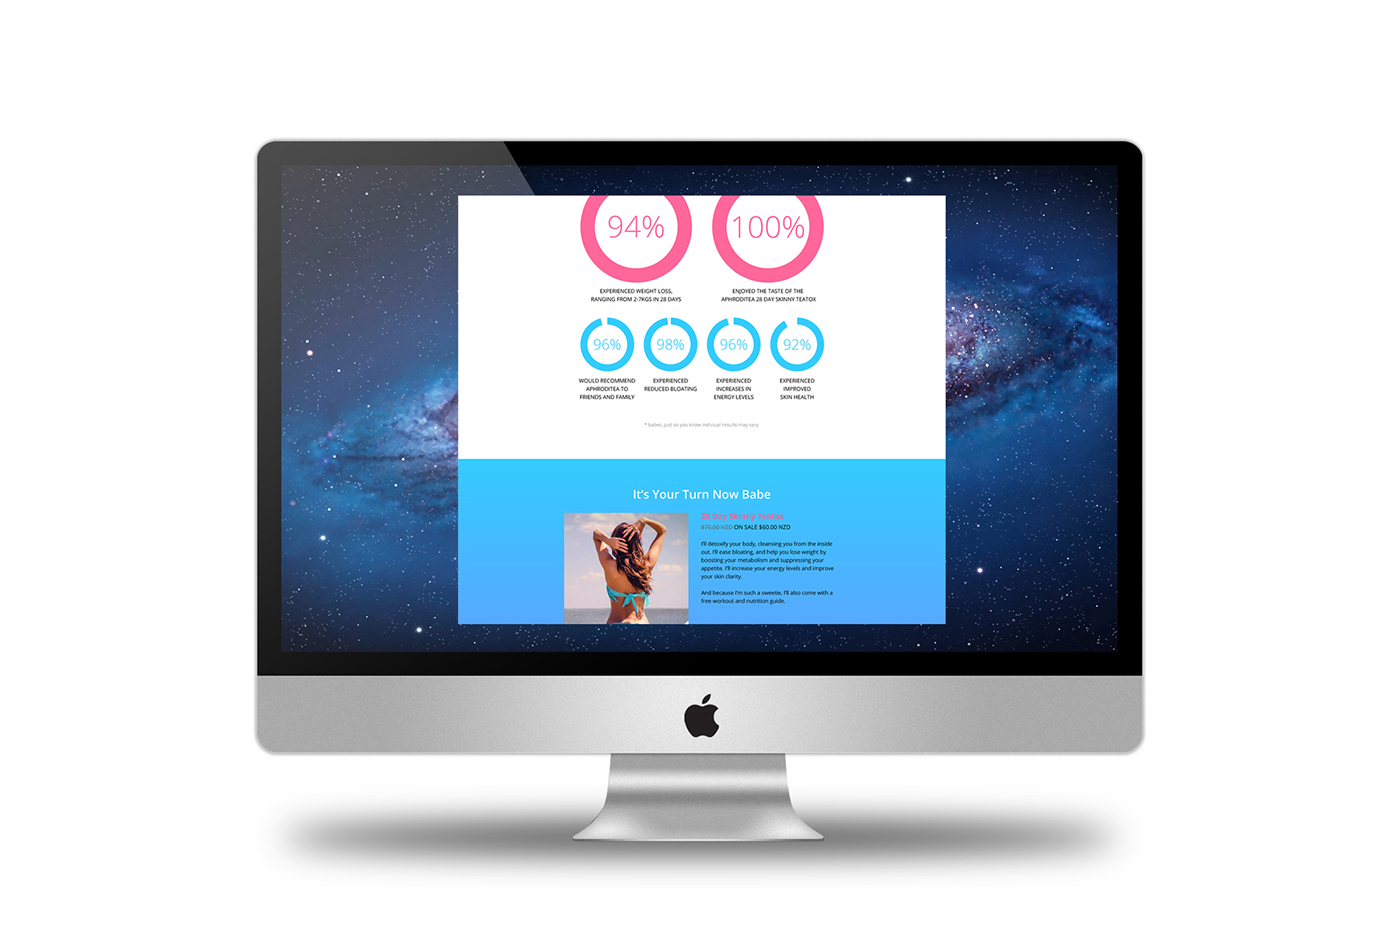 94%
100%
EXPERIENCED WEIGHT LOSS,
RANGING FROM 2-7KGS IN 28 DAYS
ENJOYED THE TASTE OF THE
APHRODITEA 28 DAY SKINNY TEATOX
96%
98%
96%
92%
WOULD RECOMMEND
APHRODITEA TO
FRIENDS AND FAMILY
EXPERIENCED
REDUCED BLOATING
EXPERIENCED
INCREASES IN
ENERGY LEVELS
EXPERIENCED
IMPROVED
SKIN HEALTH
* babes, just so you know indivual results may vary
It's Your Turn Now Babe
28 Day Skinny Teatox
$70.00 NZD ON SALE $60.00 NZD
I'll detoxify your body, cleansing you from the inside
out. I'll ease bloating, and help you lose weight by
boosting your metabolism and suppressing your
appetite. I'll increase your energy levels and improve
your skin clarity.
And because I'm such a sweetie, I'll also come with a
free workout and nutrition guide.